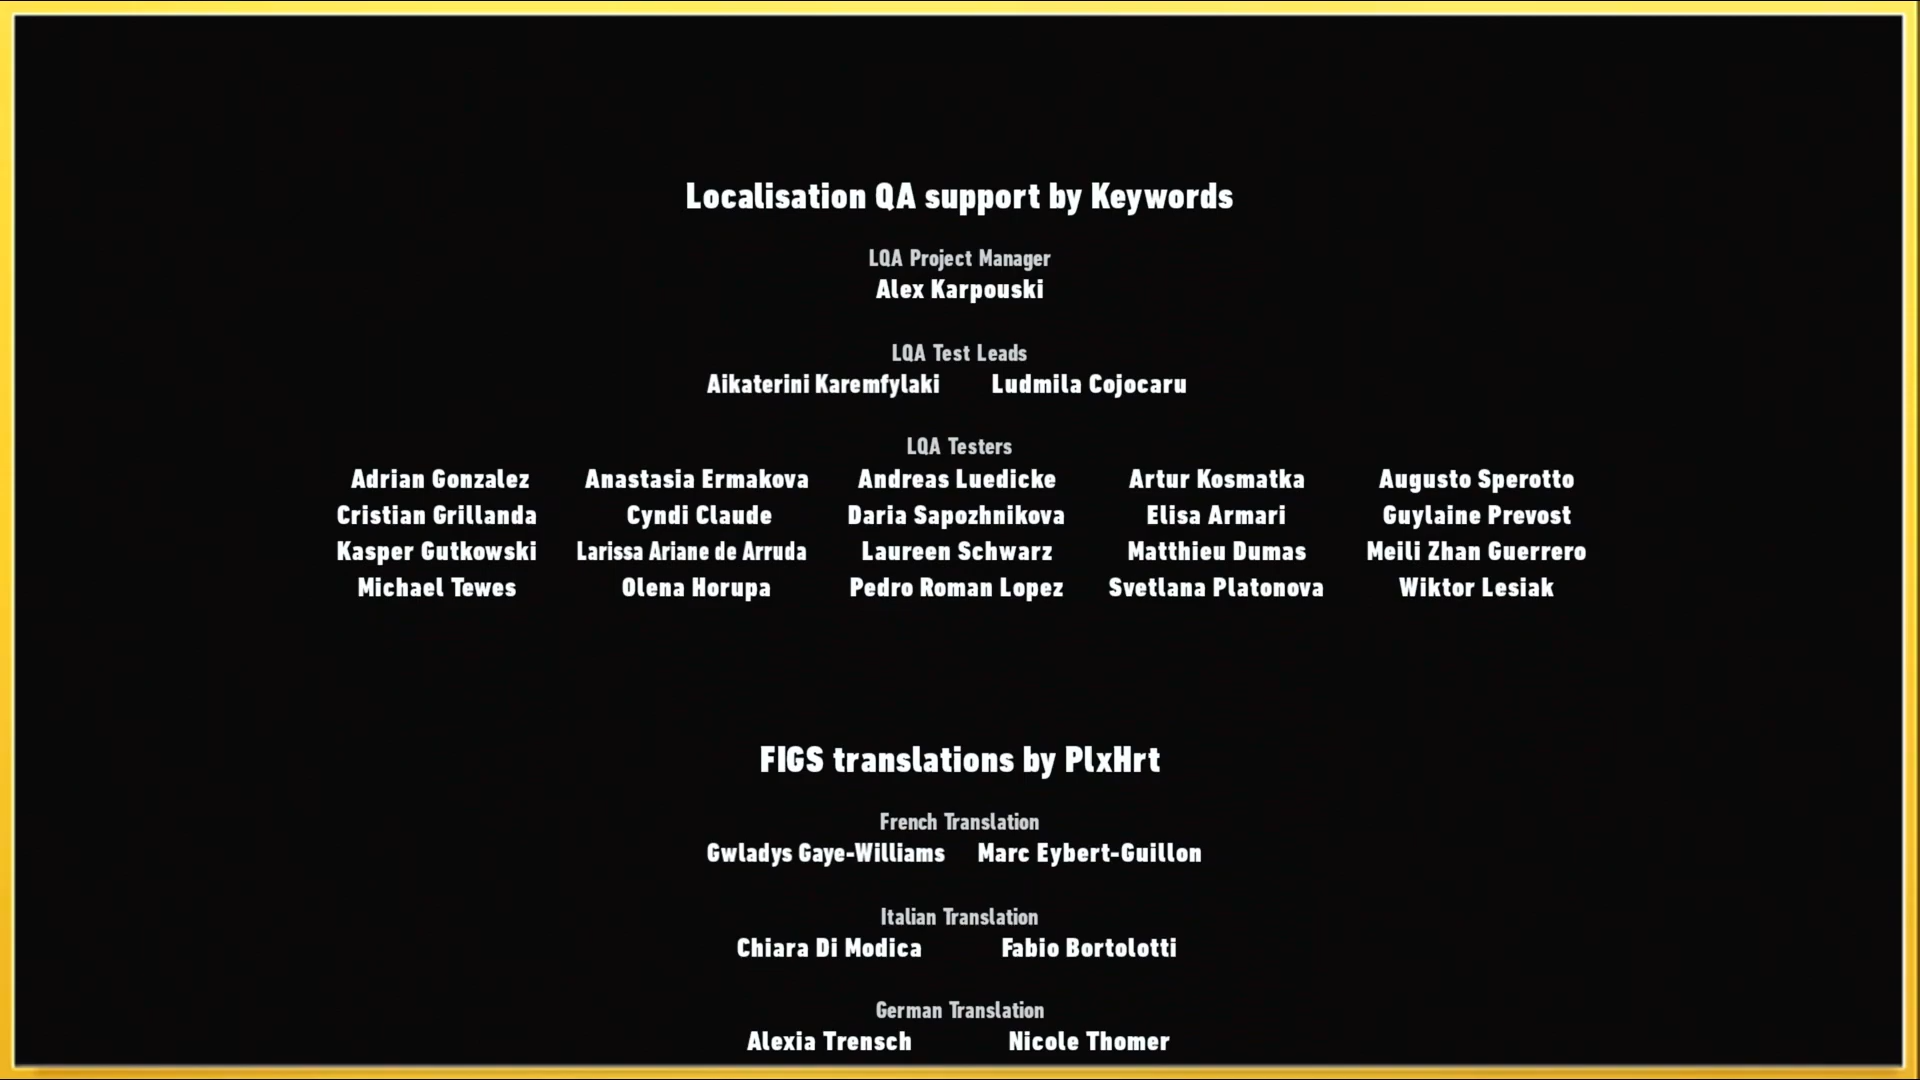 Localisation QA support by Keywords
LQA Project Manager
Alex Karpouski
LQA Test Leads
Aikaterini Karemfylaki Ludmila Cojocaru
LQA Testers
Adrian Gonzalez Anastasia Ermakova Andreas Luedicke Artur Kosmatka Augusto Sperotto
Cristian Grillanda Cyndi Claude Daria Sapozhnikova Elisa Armari Guylaine Prevost
Kasper Gutkowski Larissa Ariane de Arruda Laureen Schwarz Matthieu Dumas Meili Zhan Guerrero
Michael Tewes Olena Horupa Pedro Roman Lopez Svetlana Platonova Wiktor Lesiak
FIGS translations by PlxHrt
French Translation
Gwladys Gaye-Williams Marc Eybert-Guillon
Italian Translation
Chiara Di Modica Fabio Bortolotti
German Translation
Alexia Trensch Nicole Thomer